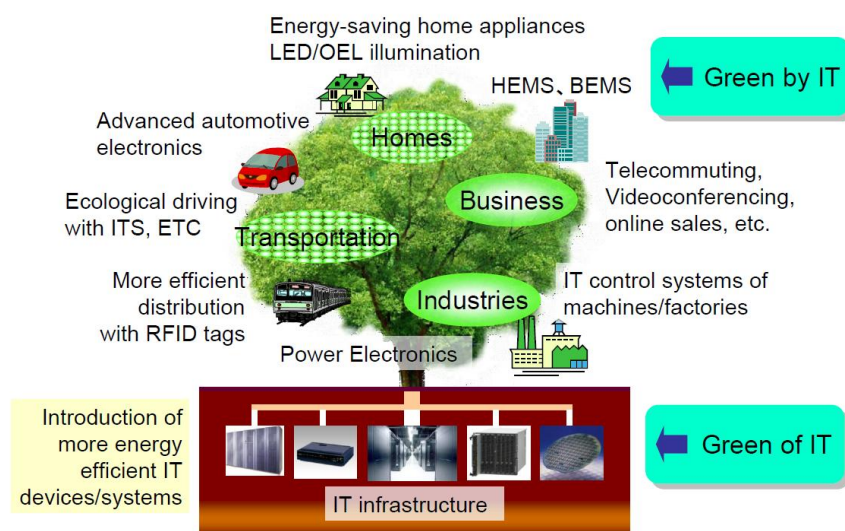 Energy-saving home appliances
LED/OEL illumination
HEMS、BEMS
Green by IT
Advanced automotive
electronics
Homes
Telecommuting,
Videoconferencing,
online sales, etc.
Business
Ecological driving
with ITS, ETC
Transportation
More efficient
distribution
with RFID tags
Industries
IT control systems of
machines/factories
Power Electronics
Introduction of
more energy
efficient IT
devices/systems
Green of IT
IT infrastructure